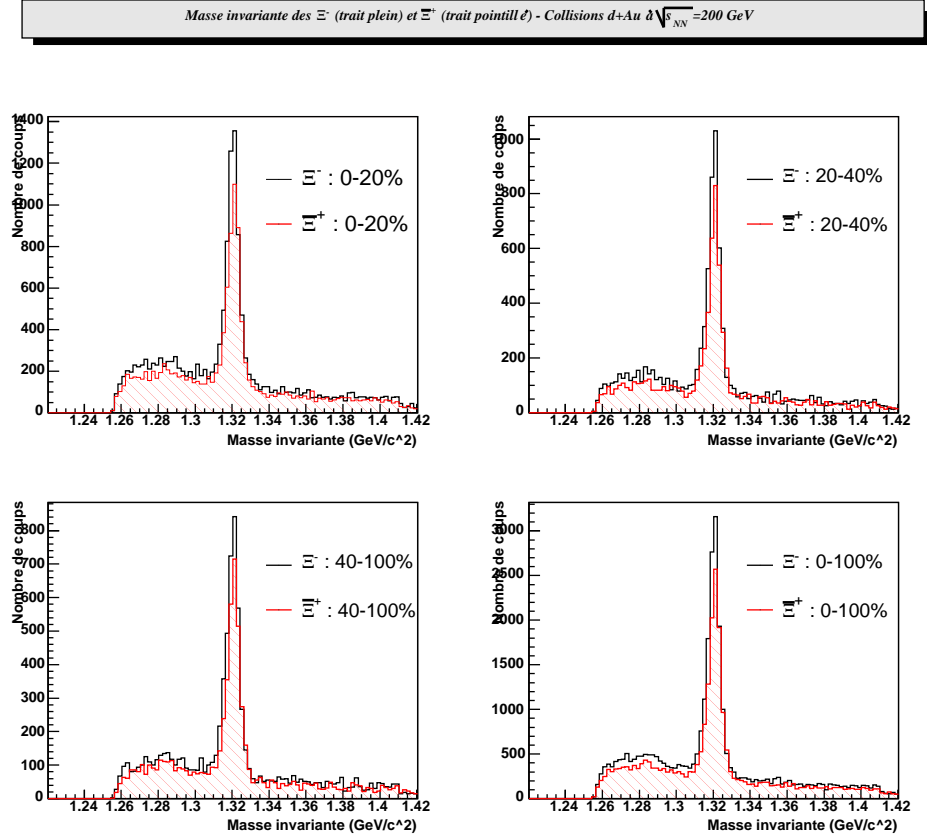 Masse invariante des Ξ⁻ (trait plein) et Ξ̅⁺ (trait pointillé) - Collisions d+Au à √s_NN =200 GeV
Nombre de coups
1400
1200
1000
800
600
400
200
0
Ξ⁻ : 0-20%
Ξ̅⁺ : 0-20%
1.24 1.26 1.28 1.3 1.32 1.34 1.36 1.38 1.4 1.42
Masse invariante (GeV/c^2)
Nombre de coups
1000
800
600
400
200
0
Ξ⁻ : 20-40%
Ξ̅⁺ : 20-40%
1.24 1.26 1.28 1.3 1.32 1.34 1.36 1.38 1.4 1.42
Masse invariante (GeV/c^2)
Nombre de coups
800
700
600
500
400
300
200
100
0
Ξ⁻ : 40-100%
Ξ̅⁺ : 40-100%
1.24 1.26 1.28 1.3 1.32 1.34 1.36 1.38 1.4 1.42
Masse invariante (GeV/c^2)
Nombre de coups
3000
2500
2000
1500
1000
500
0
Ξ⁻ : 0-100%
Ξ̅⁺ : 0-100%
1.24 1.26 1.28 1.3 1.32 1.34 1.36 1.38 1.4 1.42
Masse invariante (GeV/c^2)